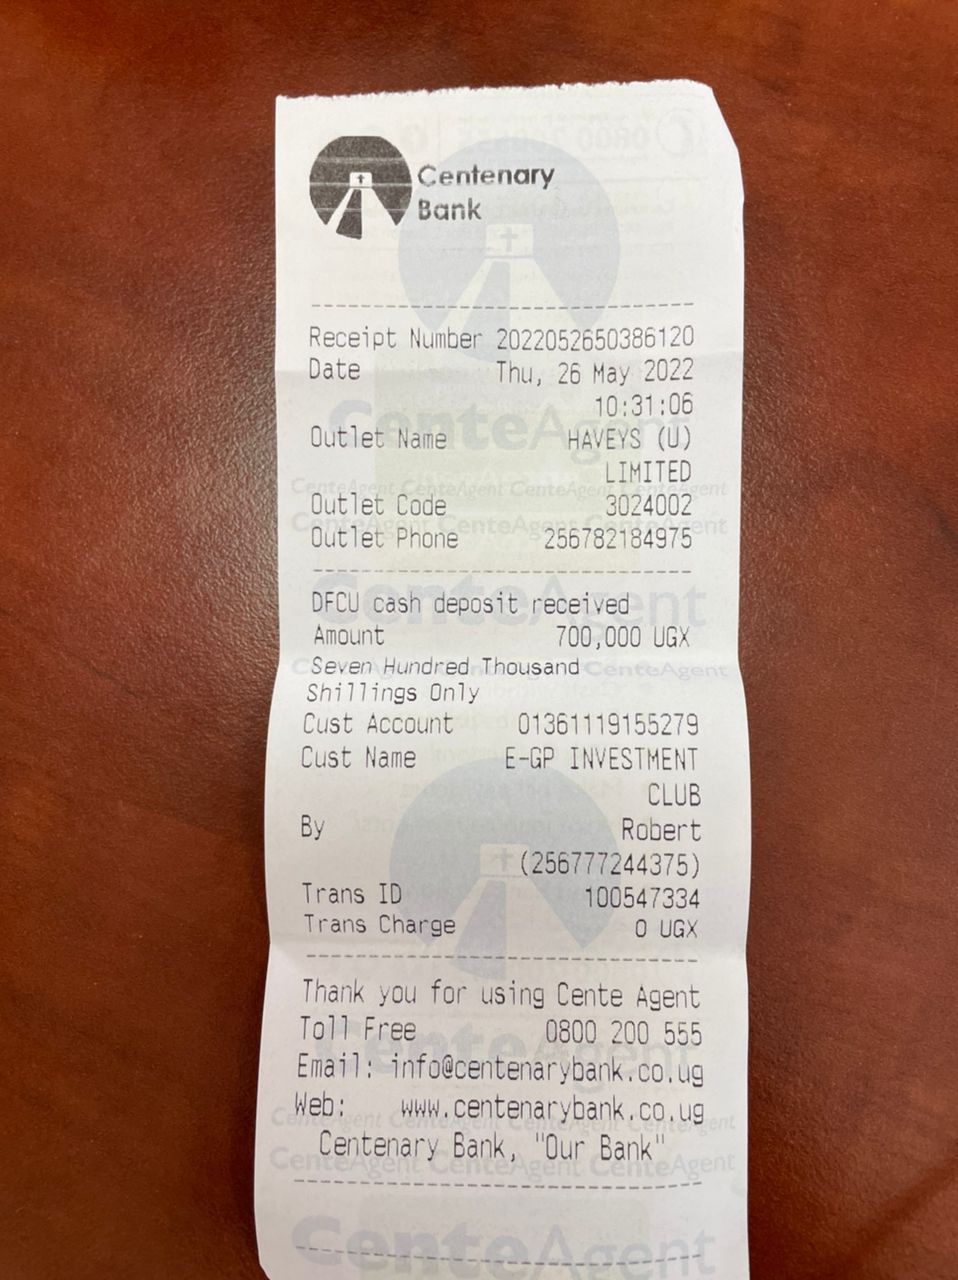 Centenary
Bank
Receipt Number 2022052650386120
Date Thu, 26 May 2022
10:31:06
Outlet Name HAVEYS (U)
LIMITED
Outlet Code 3024002
Outlet Phone 256782184975
DFCU cash deposit received
Amount 700,000 UGX
Seven Hundred Thousand
Shillings Only
Cust Account 01361119155279
Cust Name E-GP INVESTMENT
CLUB
By Robert
(256777244375)
Trans ID 100547334
Trans Charge 0 UGX
Thank you for using Cente Agent
Toll Free 0800 200 555
Email: info@centenarybank.co.ug
Web: www.centenarybank.co.ug
Centenary Bank, "Our Bank"
CenteAgent